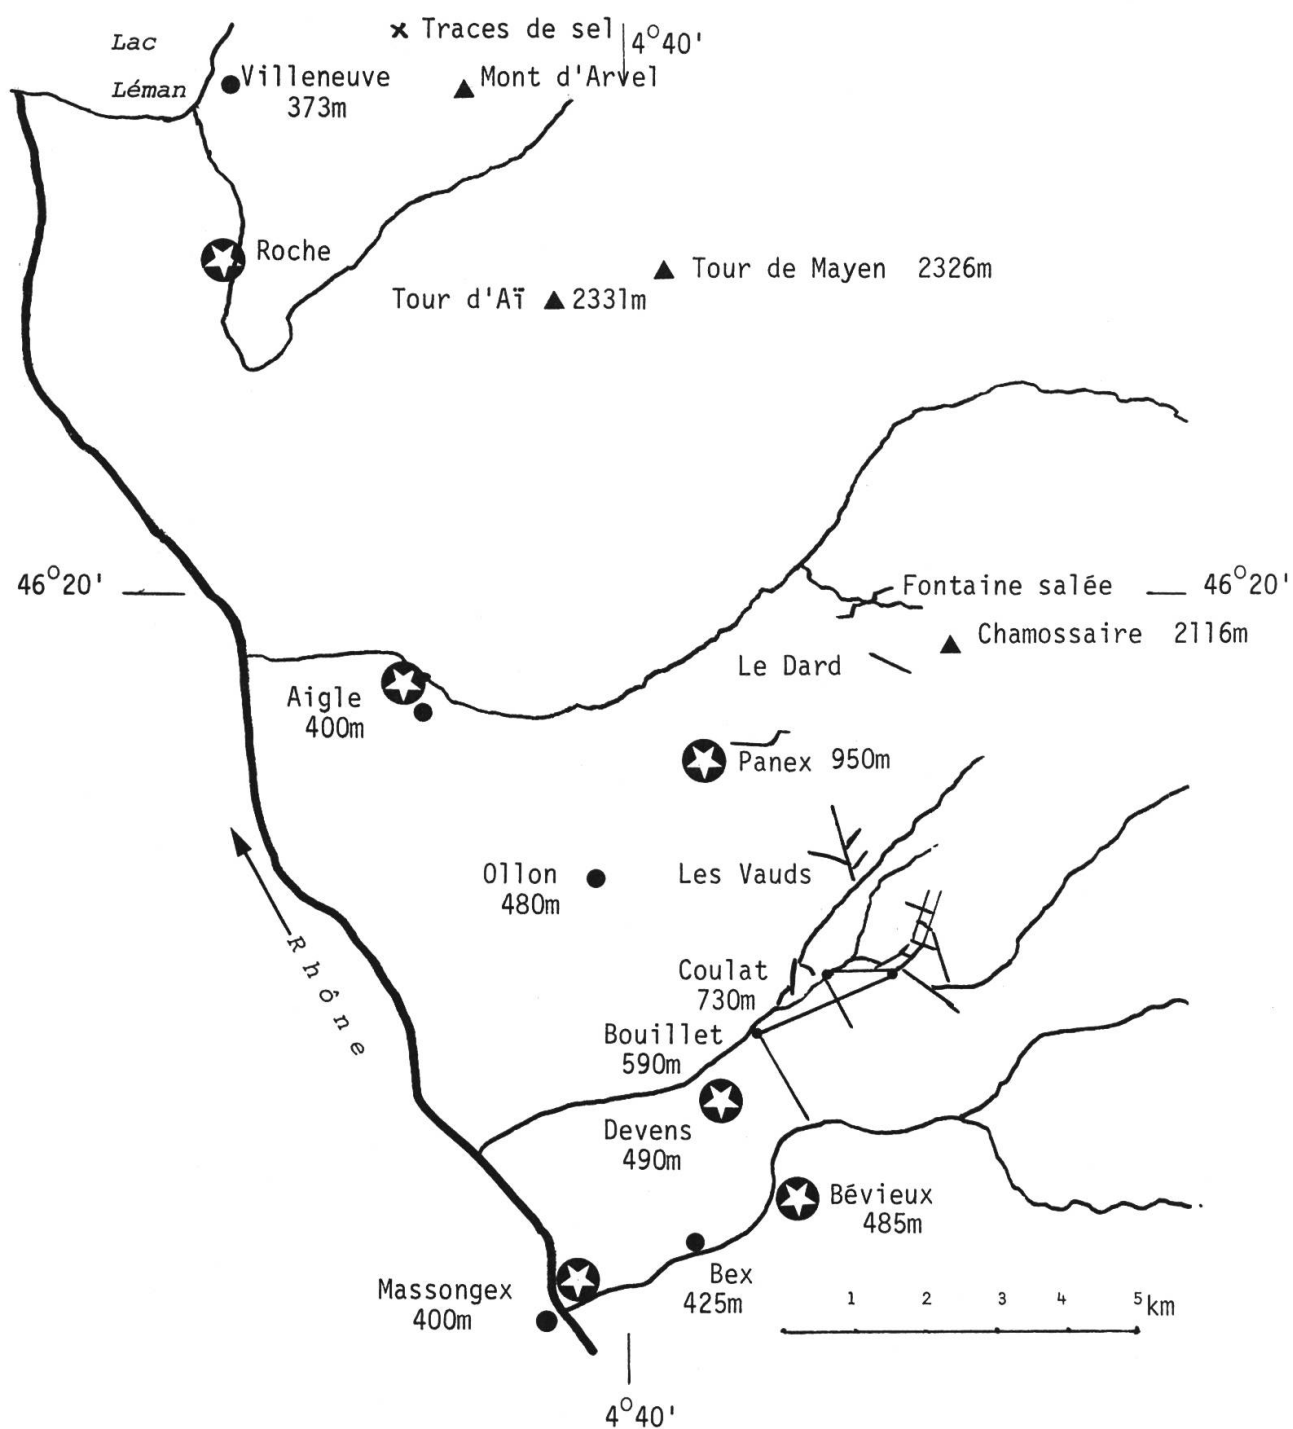 Lac
Léman
Traces de sel
4°40'
Villeneuve
373m
Mont d'Arvel
Roche
Tour de Mayen 2326m
Tour d'Aï 2331m
46°20'
Fontaine salée
46°20'
Chamossaire 2116m
Le Dard
Aigle
400m
Panex 950m
Ollon
480m
Les Vauds
Rhône
Coulat
730m
Bouillet
590m
Devens
490m
Bévieux
485m
Bex
425m
Massongex
400m
1 2 3 4 5 km
4°40'